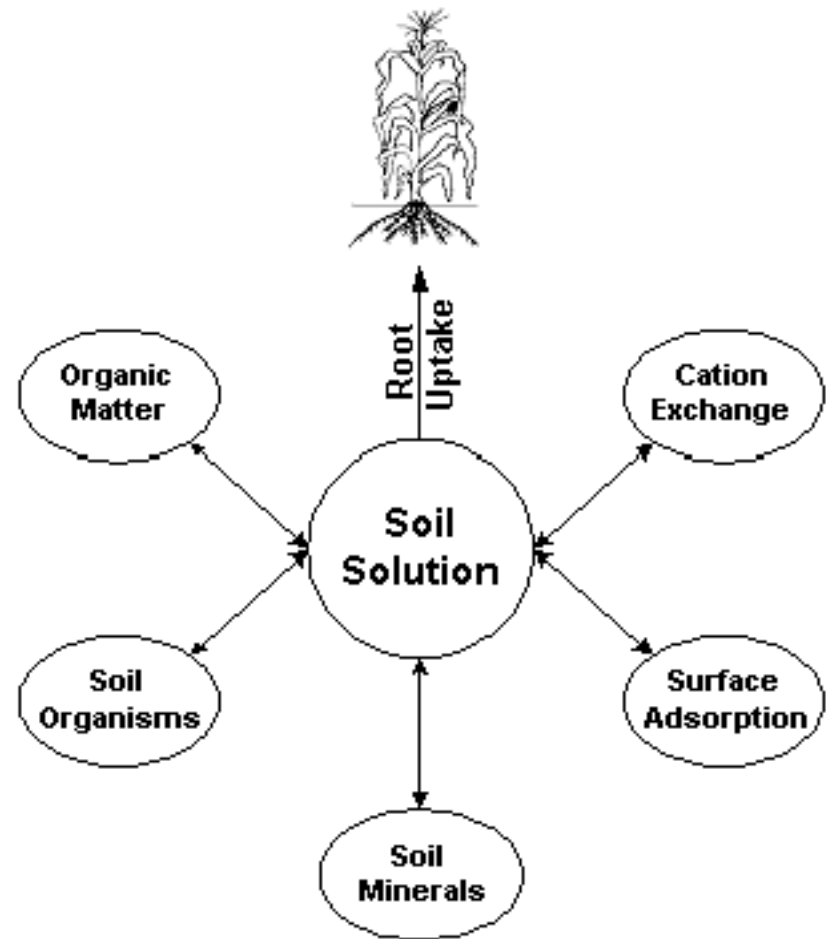 Root
Uptake
Organic
Matter
Cation
Exchange
Soil
Solution
Soil
Organisms
Surface
Adsorption
Soil
Minerals